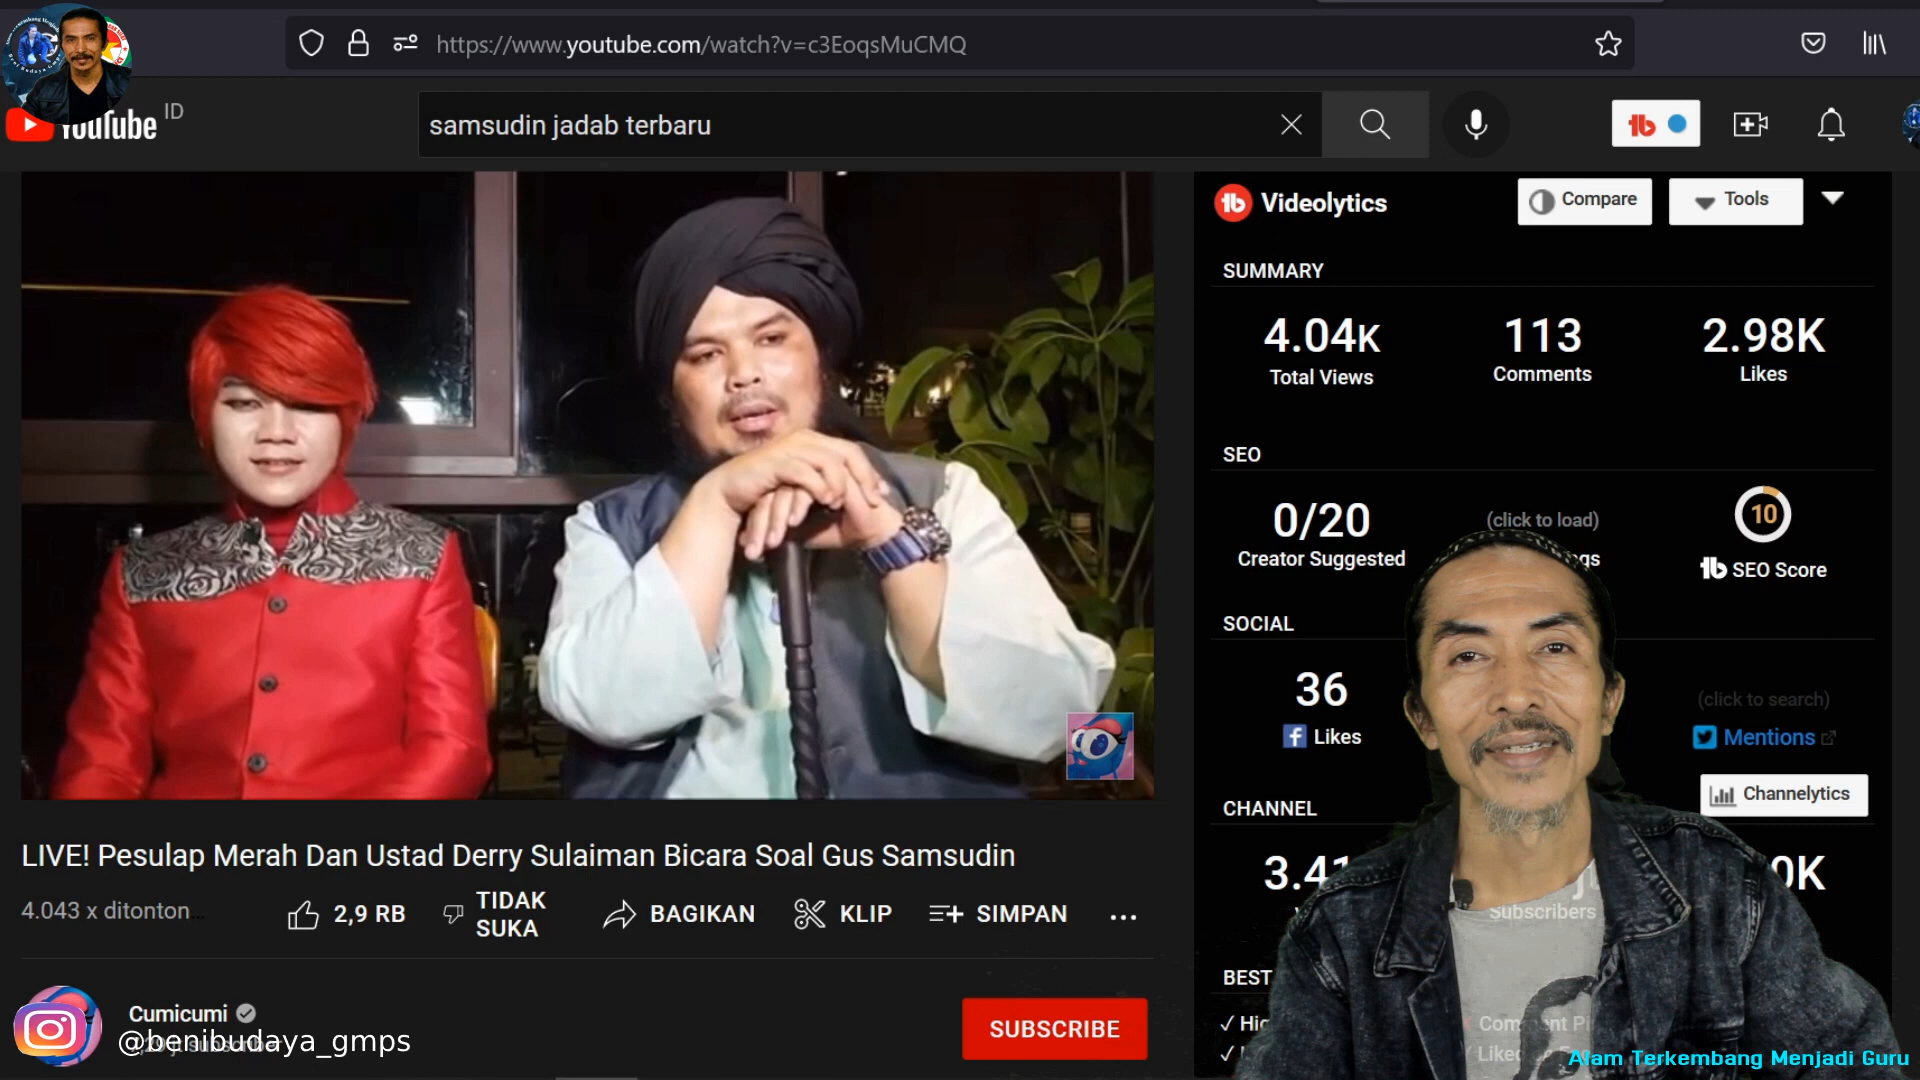 https://www.youtube.com/watch?v=c3EoqsMuCMQ
YouTube ID
samsudin jadab terbaru
Videolytics
Compare
Tools
SUMMARY
4.04K 113 2.98K
Total Views Comments Likes
SEO
0/20 (click to load) 10
Creator Suggested SEO Score
SOCIAL
36 (click to search)
Likes Mentions
CHANNEL Channelytics
Subscribers
BEST
LIVE! Pesulap Merah Dan Ustad Derry Sulaiman Bicara Soal Gus Samsudin
4.043 x ditonton...
2,9 RB
TIDAK
SUKA
BAGIKAN
KLIP
SIMPAN
Cumicumi
@benibudaya_gmps
SUBSCRIBE
Alam Terkembang Menjadi Guru